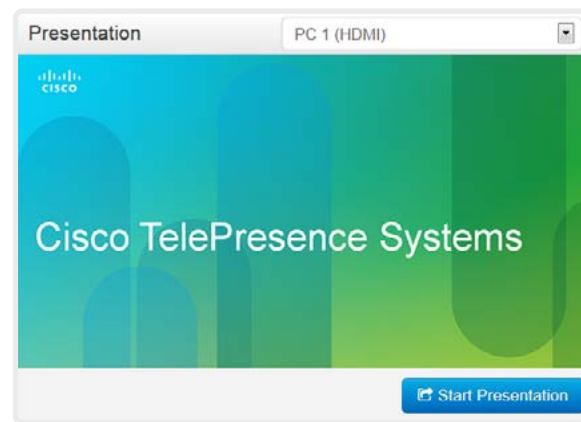 Presentation
PC 1 (HDMI)
CISCO
Cisco TelePresence Systems
Start Presentation